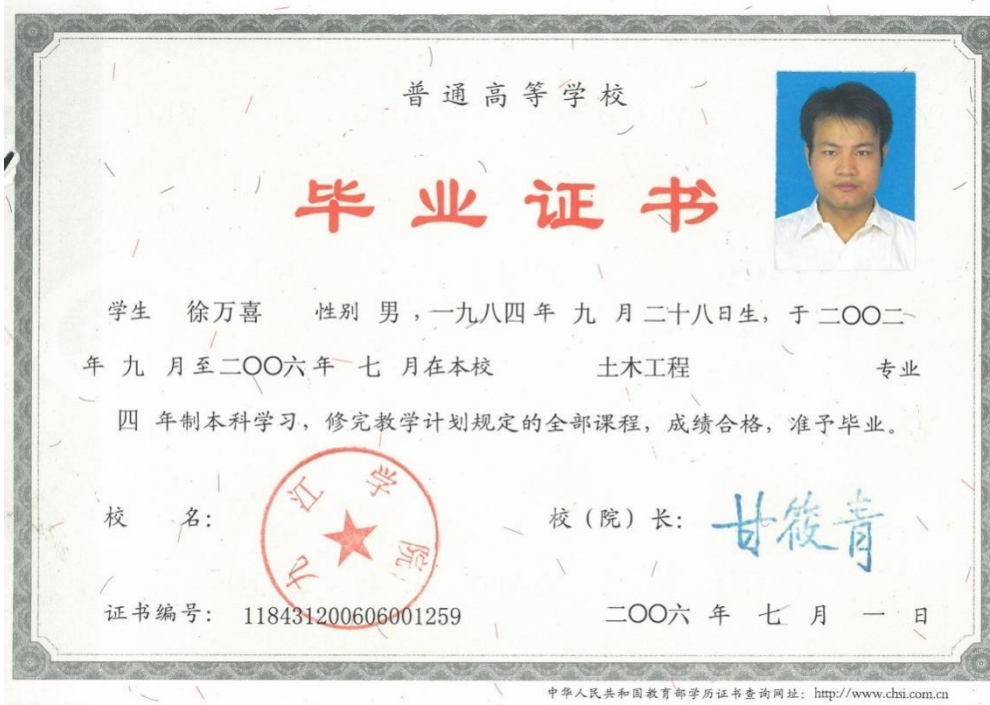 普通高等学校
毕业证书
学生 徐万喜 性别 男，一九八四年 九 月二十八日生，于二〇〇二
年 九 月至二〇〇六年 七 月在本校 土木工程 专业
四 年制本科学习，修完教学计划规定的全部课程，成绩合格，准予毕业。
校 名： 九江学院
校（院）长： 甘筱青
证书编号： 118431200606001259
二〇〇六 年 七 月 一 日
中华人民共和国教育部学历证书查询网址：http://www.chsi.com.cn